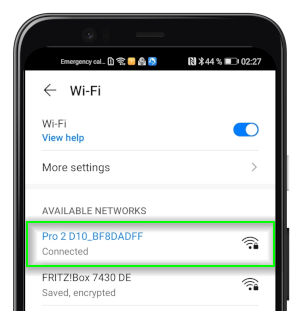 Emergency cal... 44 % 02:27
Wi-Fi
Wi-Fi
View help
More settings
AVAILABLE NETWORKS
Pro 2 D10_BF8DADFF
Connected
FRITZ!Box 7430 DE
Saved, encrypted